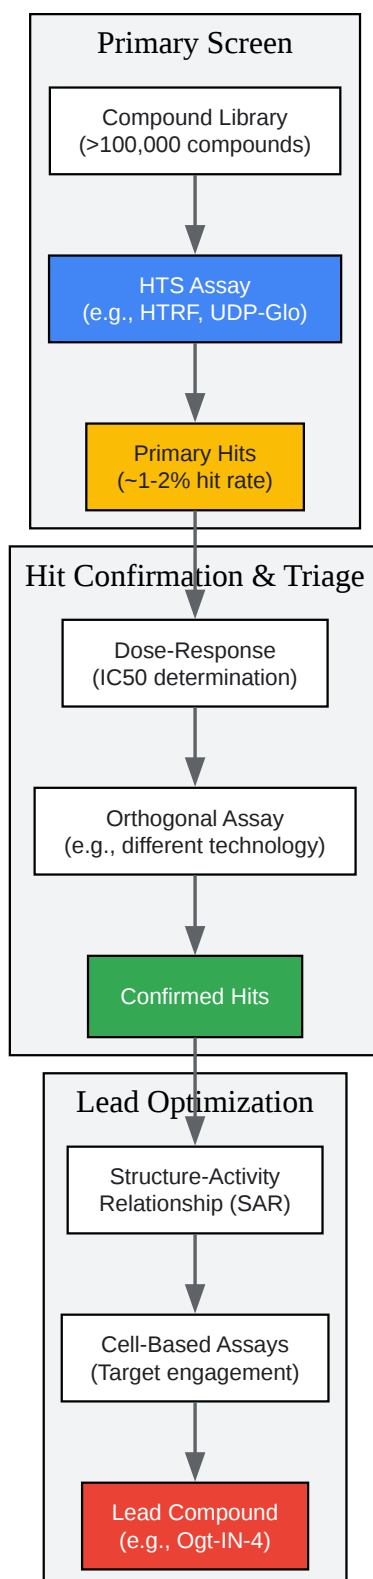 Primary Screen
Compound Library
(>100,000 compounds)
HTS Assay
(e.g., HTRF, UDP-Glo)
Primary Hits
(~1-2% hit rate)
Hit Confirmation & Triage
Dose-Response
(IC50 determination)
Orthogonal Assay
(e.g., different technology)
Confirmed Hits
Lead Optimization
Structure-Activity
Relationship (SAR)
Cell-Based Assays
(Target engagement)
Lead Compound
(e.g., Ogt-IN-4)